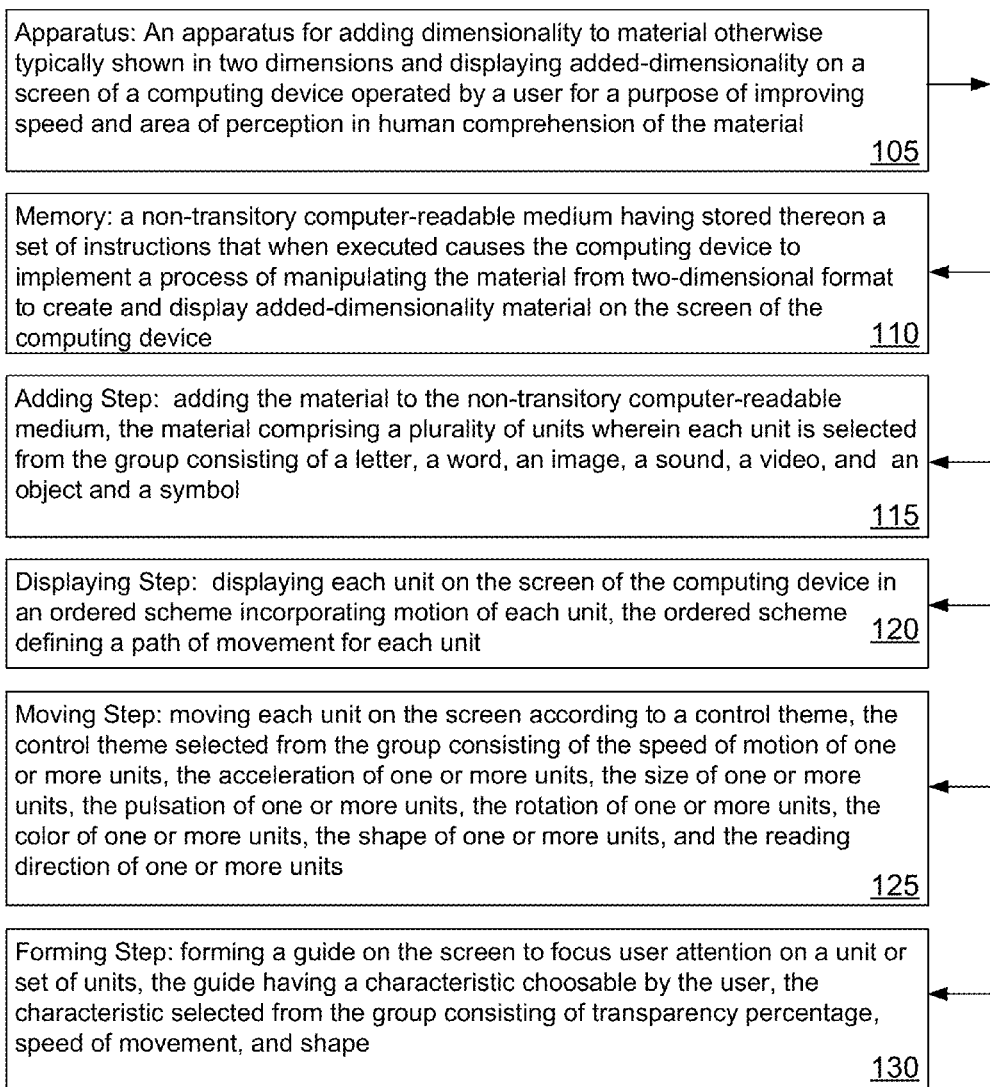 Apparatus: An apparatus for adding dimensionality to material otherwise
typically shown in two dimensions and displaying added-dimensionality on a
screen of a computing device operated by a user for a purpose of improving
speed and area of perception in human comprehension of the material
105
Memory: a non-transitory computer-readable medium having stored thereon a
set of instructions that when executed causes the computing device to
implement a process of manipulating the material from two-dimensional format
to create and display added-dimensionality material on the screen of the
computing device
110
Adding Step: adding the material to the non-transitory computer-readable
medium, the material comprising a plurality of units wherein each unit is selected
from the group consisting of a letter, a word, an image, a sound, a video, and an
object and a symbol
115
Displaying Step: displaying each unit on the screen of the computing device in
an ordered scheme incorporating motion of each unit, the ordered scheme
defining a path of movement for each unit
120
Moving Step: moving each unit on the screen according to a control theme, the
control theme selected from the group consisting of the speed of motion of one
or more units, the acceleration of one or more units, the size of one or more
units, the pulsation of one or more units, the rotation of one or more units, the
color of one or more units, the shape of one or more units, and the reading
direction of one or more units
125
Forming Step: forming a guide on the screen to focus user attention on a unit or
set of units, the guide having a characteristic choosable by the user, the
characteristic selected from the group consisting of transparency percentage,
speed of movement, and shape
130